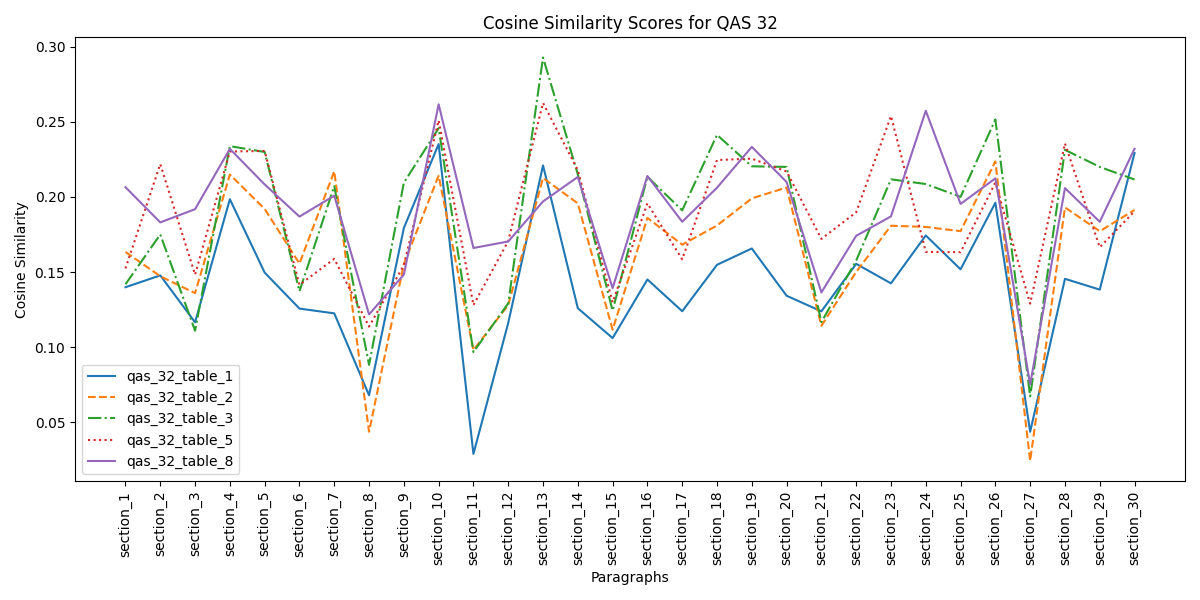 Cosine Similarity Scores for QAS 32
Cosine Similarity
0.30
0.25
0.20
0.15
0.10
0.05
qas_32_table_1
qas_32_table_2
qas_32_table_3
qas_32_table_5
qas_32_table_8
section_1
section_2
section_3
section_4
section_5
section_6
section_7
section_8
section_9
section_10
section_11
section_12
section_13
section_14
section_15
section_16
section_17
section_18
section_19
section_20
section_21
section_22
section_23
section_24
section_25
section_26
section_27
section_28
section_29
section_30
Paragraphs